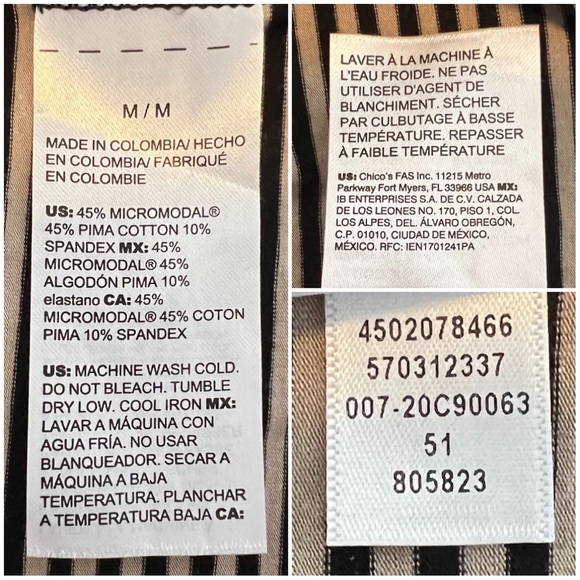 M / M
MADE IN COLOMBIA/ HECHO
EN COLOMBIA/ FABRIQUÉ
EN COLOMBIE
US: 45% MICROMODAL®
45% PIMA COTTON 10%
SPANDEX MX: 45%
MICROMODAL® 45%
ALGODÓN PIMA 10%
elastano CA: 45%
MICROMODAL® 45% COTON
PIMA 10% SPANDEX
US: MACHINE WASH COLD.
DO NOT BLEACH. TUMBLE
DRY LOW. COOL IRON MX:
LAVAR A MÁQUINA CON
AGUA FRÍA. NO USAR
BLANQUEADOR. SECAR A
MÁQUINA A BAJA
TEMPERATURA. PLANCHAR
A TEMPERATURA BAJA CA:
LAVER À LA MACHINE À
L'EAU FROIDE. NE PAS
UTILISER D'AGENT DE
BLANCHIMENT. SÉCHER
PAR CULBUTAGE À BASSE
TEMPÉRATURE. REPASSER
À FAIBLE TEMPÉRATURE
US: Chico's FAS Inc. 11215 Metro
Parkway Fort Myers, FL 33966 USA MX:
IB ENTERPRISES S.A. DE C.V. CALZADA
DE LOS LEONES NO. 170, PISO 1, COL.
LOS ALPES, DEL. ÁLVARO OBREGÓN,
C.P. 01010, CIUDAD DE MÉXICO,
MÉXICO. RFC: IEN1701241PA
4502078466
570312337
007-20C90063
51
805823